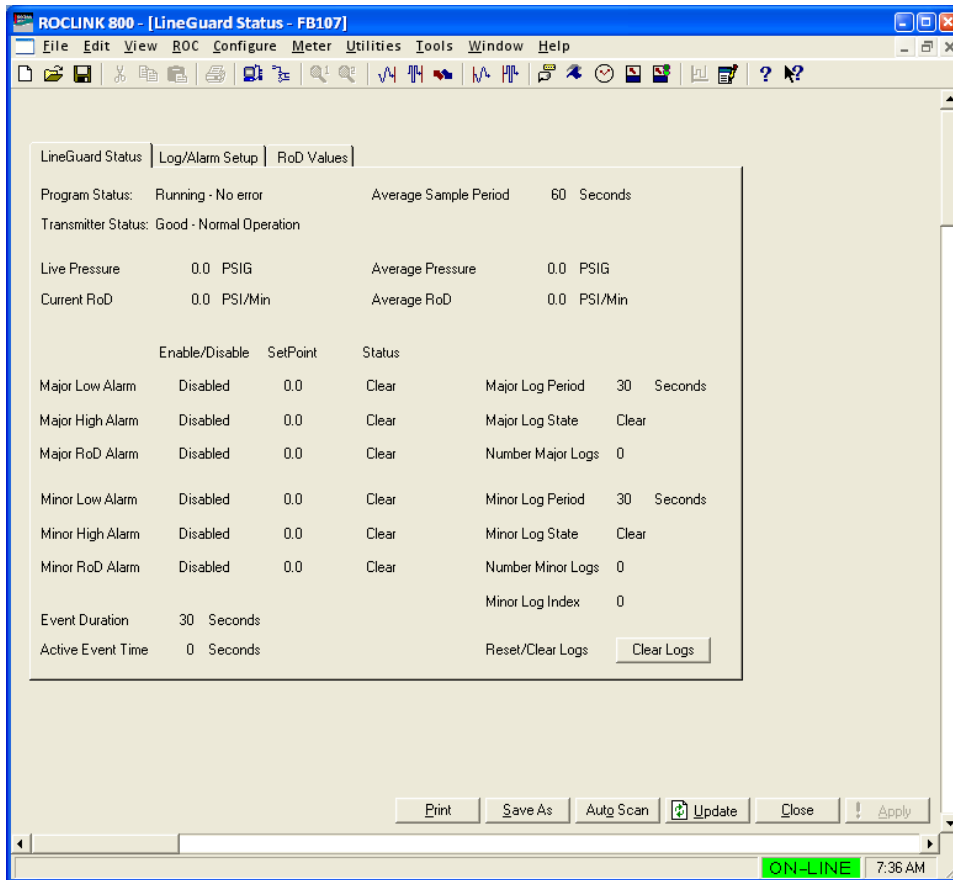 ROCLINK 800 - [LineGuard Status - FB107]
File Edit View ROC Configure Meter Utilities Tools Window Help
LineGuard Status Log/Alarm Setup RoD Values
Program Status: Running - No error Average Sample Period 60 Seconds
Transmitter Status: Good - Normal Operation
Live Pressure 0.0 PSIG Average Pressure 0.0 PSIG
Current RoD 0.0 PSI/Min Average RoD 0.0 PSI/Min
Enable/Disable SetPoint Status
Major Low Alarm Disabled 0.0 Clear Major Log Period 30 Seconds
Major High Alarm Disabled 0.0 Clear Major Log State Clear
Major RoD Alarm Disabled 0.0 Clear Number Major Logs 0
Minor Low Alarm Disabled 0.0 Clear Minor Log Period 30 Seconds
Minor High Alarm Disabled 0.0 Clear Minor Log State Clear
Minor RoD Alarm Disabled 0.0 Clear Number Minor Logs 0
Minor Log Index 0
Event Duration 30 Seconds
Active Event Time 0 Seconds Reset/Clear Logs Clear Logs
Print Save As Auto Scan Update Close ! Apply
ON-LINE 7:36 AM